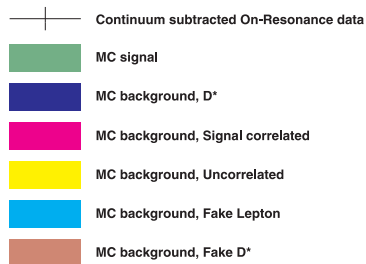 Continuum subtracted On-Resonance data
MC signal
MC background, D*
MC background, Signal correlated
MC background, Uncorrelated
MC background, Fake Lepton
MC background, Fake D*